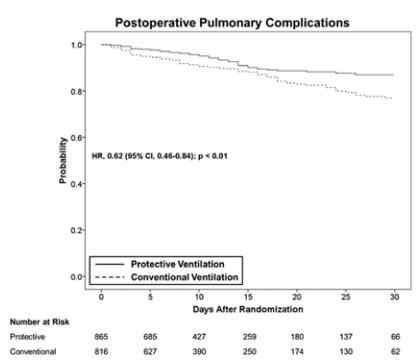 Postoperative Pulmonary Complications
1.0
0.8
0.6
0.4
0.2
0.0
Probability
HR, 0.62 (95% CI, 0.46-0.84); p < 0.01
Protective Ventilation
Conventional Ventilation
0 5 10 15 20 25 30
Days After Randomization
Number at Risk
Protective 865 685 427 259 180 137 66
Conventional 816 627 390 250 174 130 62